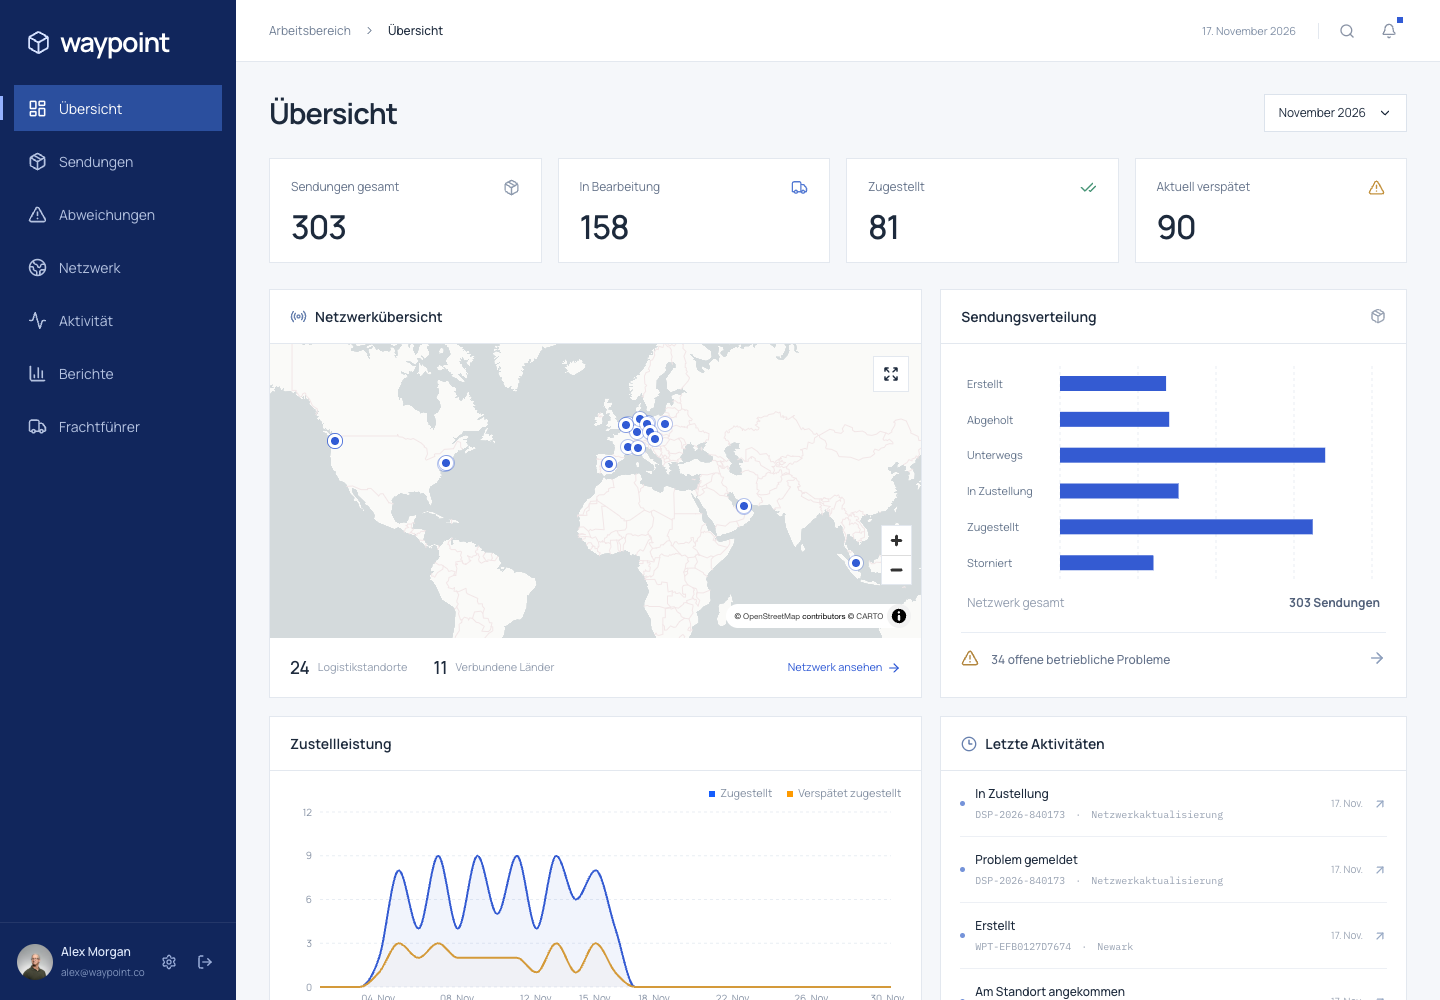 waypoint
Übersicht
Sendungen
Abweichungen
Netzwerk
Aktivität
Berichte
Frachtführer
Alex Morgan
alex@waypoint.co
Arbeitsbereich > Übersicht
17. November 2026
Übersicht
November 2026
Sendungen gesamt
303
In Bearbeitung
158
Zugestellt
81
Aktuell verspätet
90
Netzwerkübersicht
© OpenStreetMap contributors © CARTO
24 Logistikstandorte
11 Verbundene Länder
Netzwerk ansehen
Sendungsverteilung
Erstellt
Abgeholt
Unterwegs
In Zustellung
Zugestellt
Storniert
Netzwerk gesamt 303 Sendungen
34 offene betriebliche Probleme
Zustellleistung
Zugestellt Verspätet zugestellt
12
9
6
3
0
04. Nov. 08. Nov. 12. Nov. 15. Nov. 18. Nov. 22. Nov. 26. Nov. 30. Nov.
Letzte Aktivitäten
In Zustellung
DSP-2026-840173 · Netzwerkaktualisierung
17. Nov.
Problem gemeldet
DSP-2026-840173 · Netzwerkaktualisierung
17. Nov.
Erstellt
WPT-EFB0127D7674 · Newark
17. Nov.
Am Standort angekommen
17. Nov.